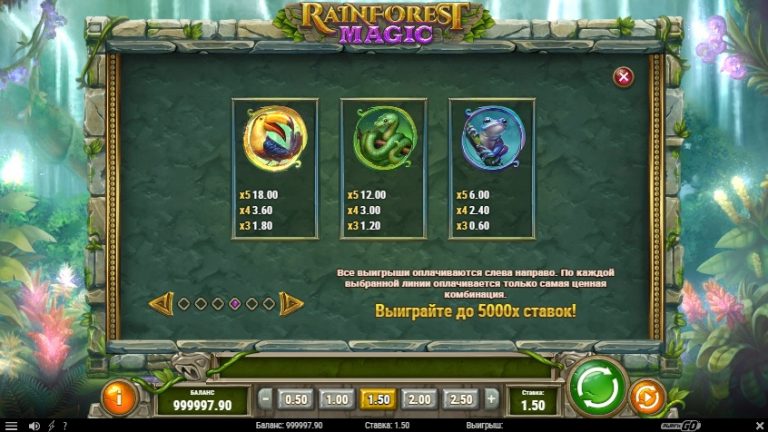 RAINFOREST
MAGIC
x5 18.00
x4 3.60
x3 1.80
x5 12.00
x4 3.00
x3 1.20
x5 6.00
x4 2.40
x3 0.60
Все выигрыши оплачиваются слева направо. По каждой
выбранной линии оплачивается только самая ценная
комбинация.
Выиграйте до 5000x ставок!
БАЛАНС
999997.90
- 0.50 1.00 1.50 2.00 2.50 +
Ставка:
1.50
Баланс: 999997.90 Ставка: 1.50 Выигрыш:
PLAY'n GO